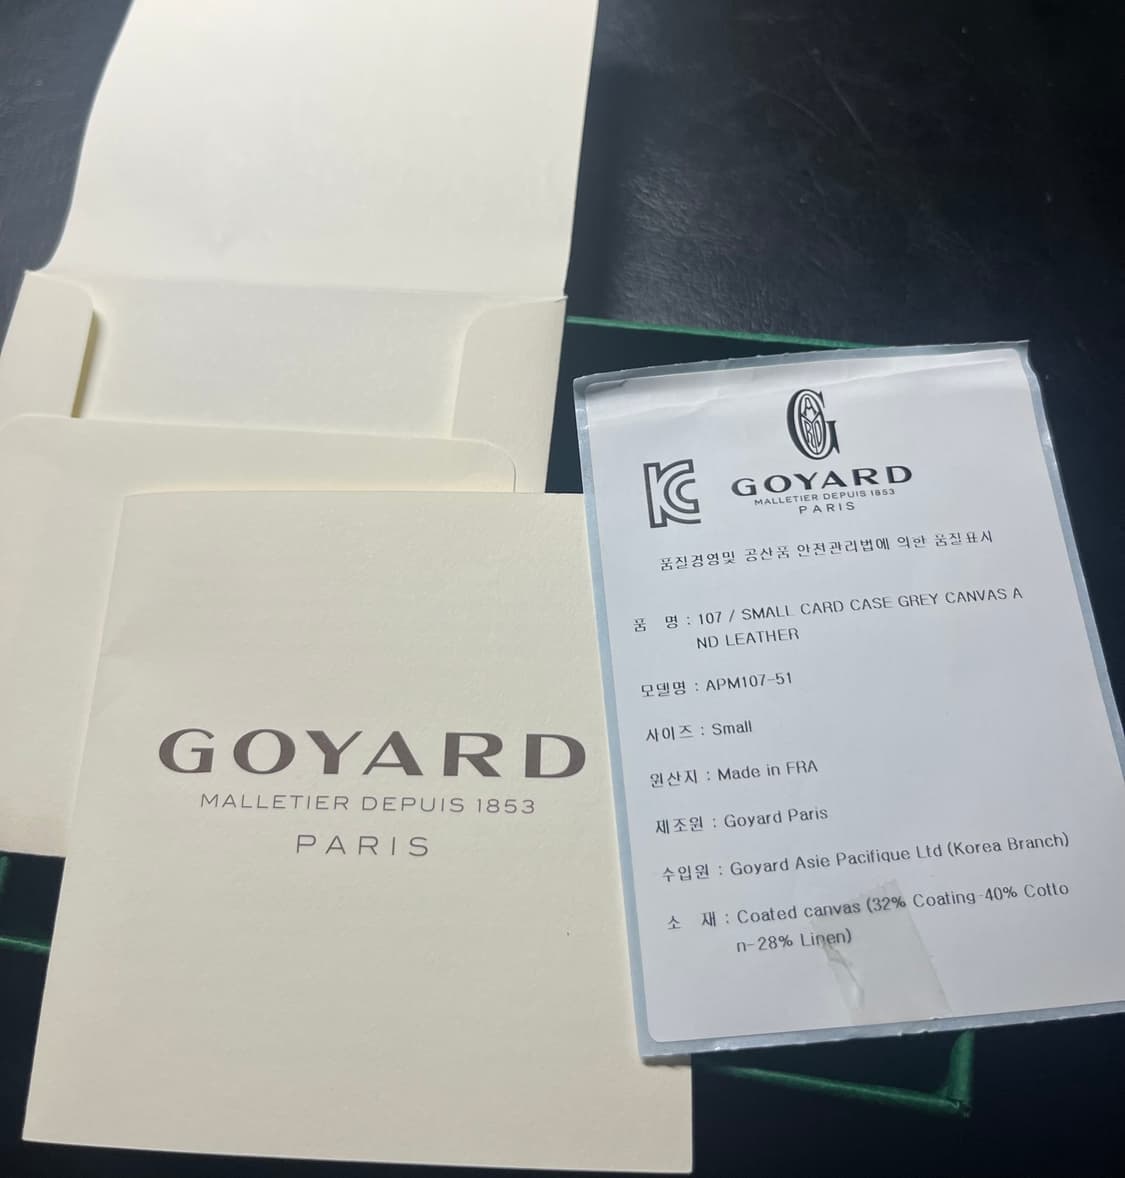 GOYARD
MALLETIER DEPUIS 1853
PARIS
GOYARD
MALLETIER DEPUIS 1853
PARIS
품질경영및 공산품 안전관리법에 의한 품질표시
품 명 : 107 / SMALL CARD CASE GREY CANVAS A
ND LEATHER
모델명 : APM107-51
사이즈 : Small
원산지 : Made in FRA
제조원 : Goyard Paris
수입원 : Goyard Asie Pacifique Ltd (Korea Branch)
소 재 : Coated canvas (32% Coating-40% Cotto
n-28% Linen)